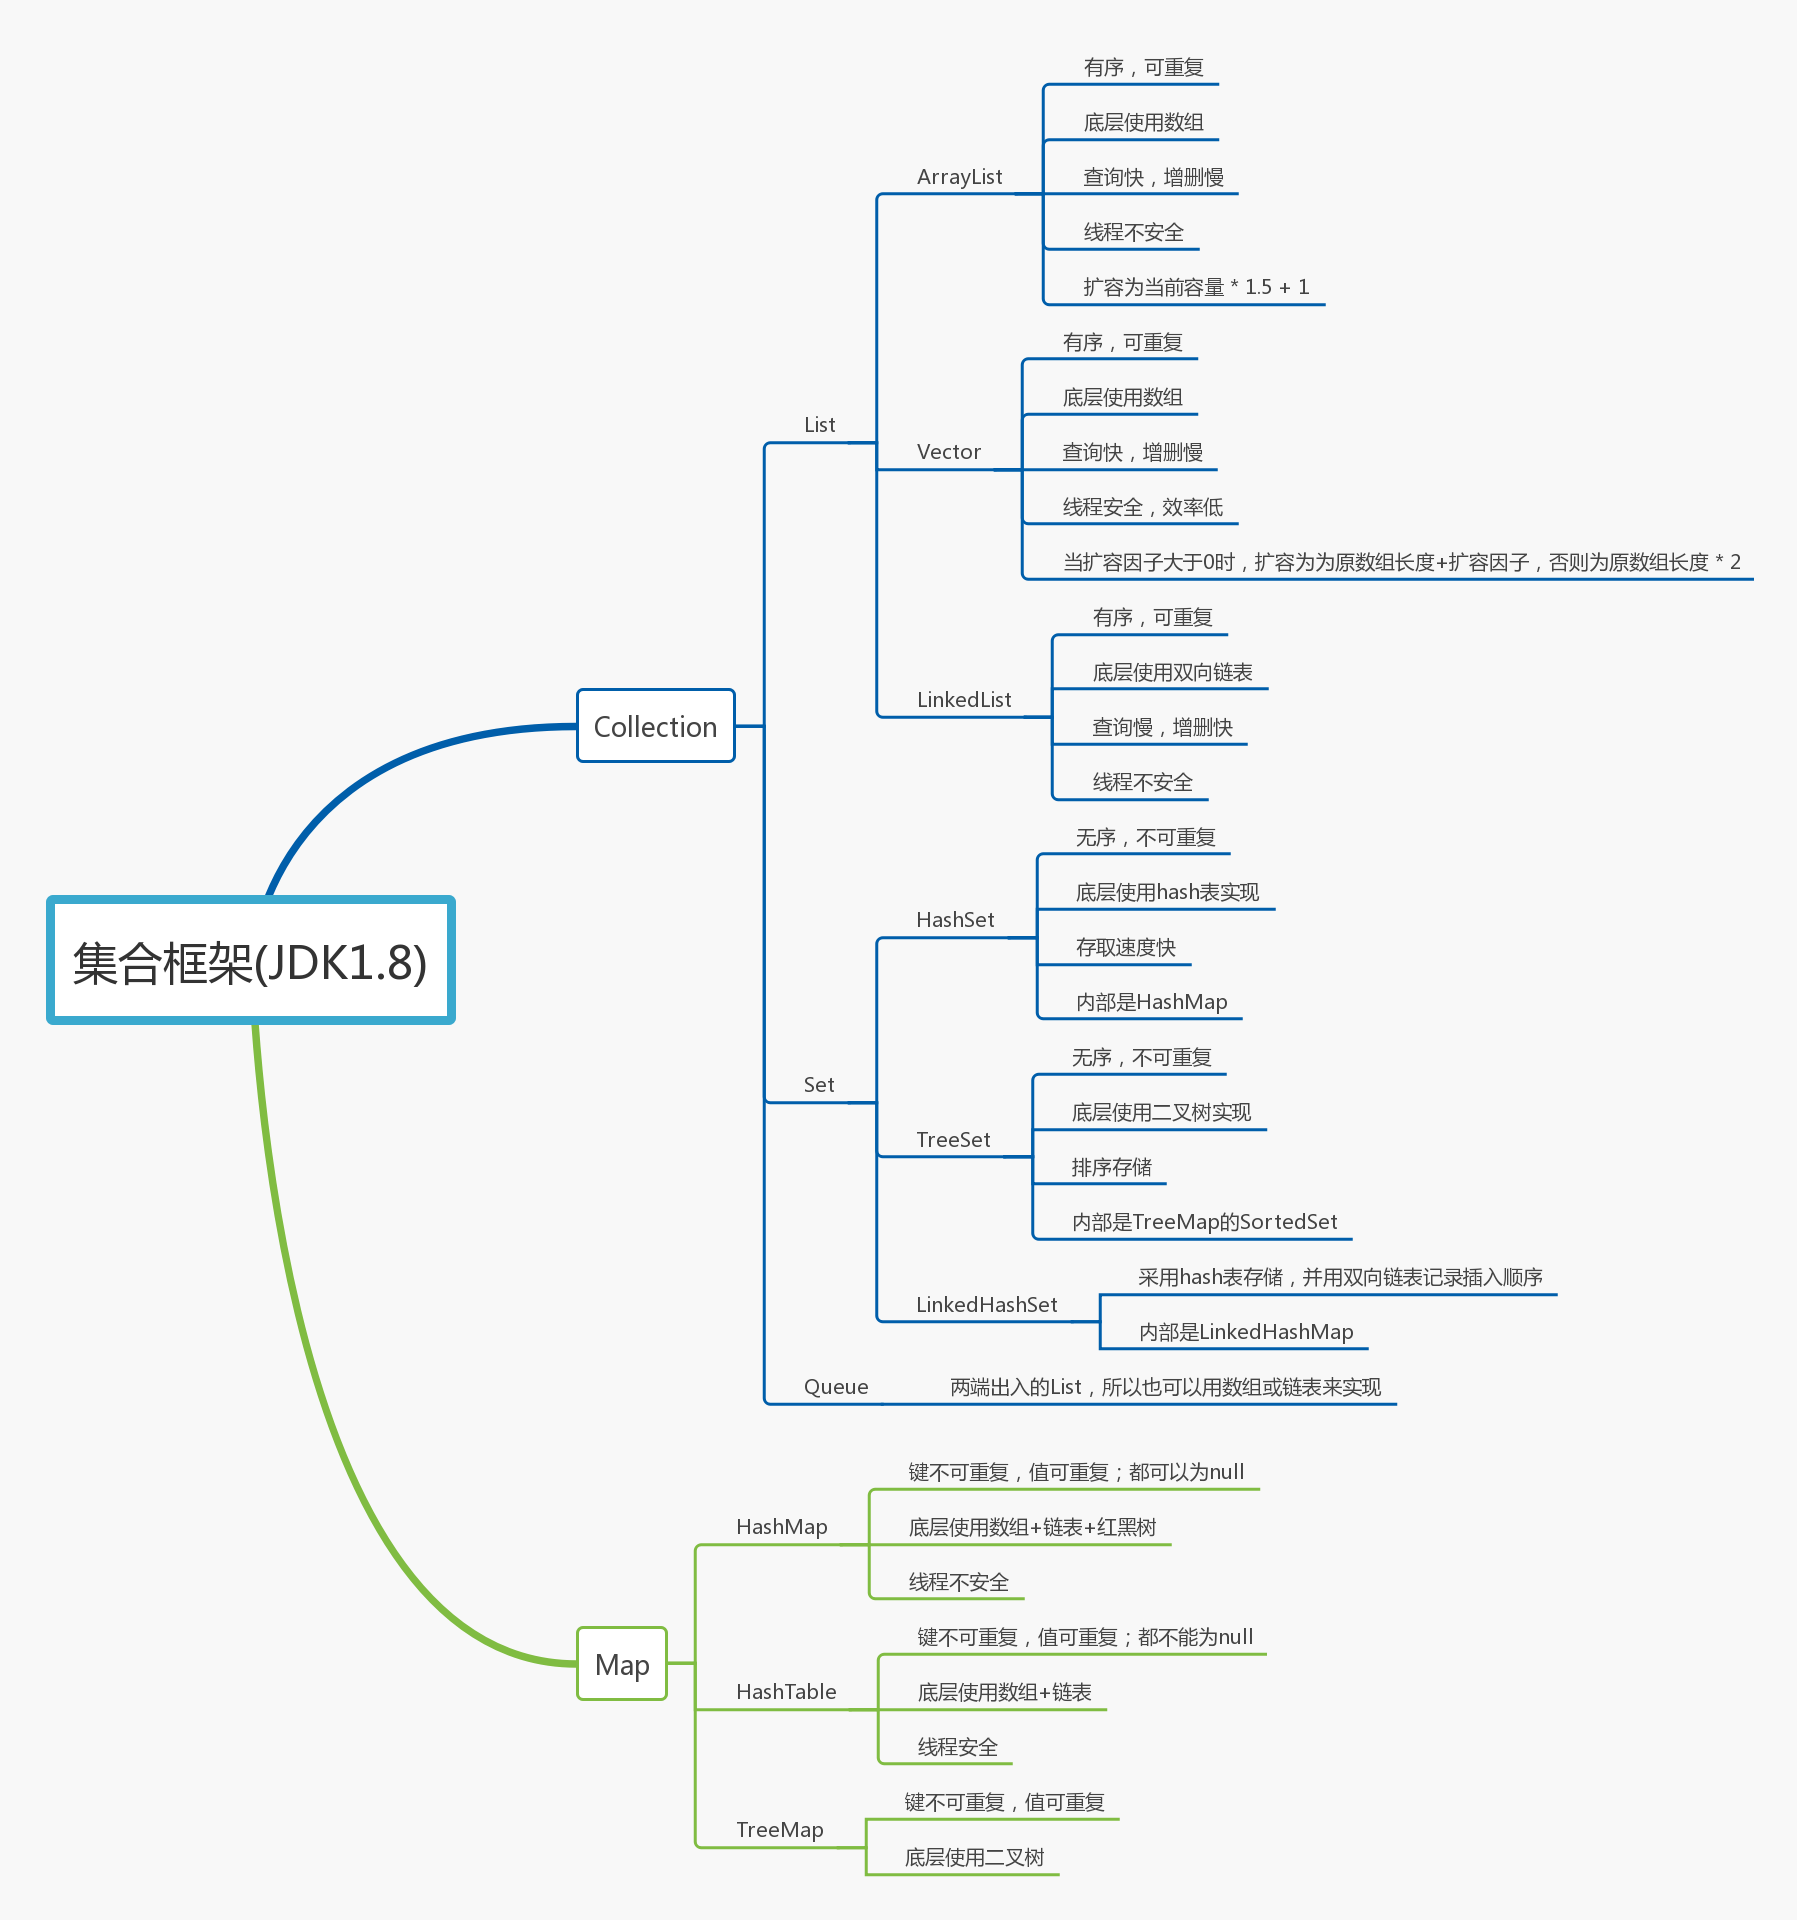 集合框架(JDK1.8)
Collection
List
ArrayList
有序，可重复
底层使用数组
查询快，增删慢
线程不安全
扩容为当前容量 * 1.5 + 1
Vector
有序，可重复
底层使用数组
查询快，增删慢
线程安全，效率低
当扩容因子大于0时，扩容为为原数组长度+扩容因子，否则为原数组长度 * 2
LinkedList
有序，可重复
底层使用双向链表
查询慢，增删快
线程不安全
Set
HashSet
无序，不可重复
底层使用hash表实现
存取速度快
内部是HashMap
TreeSet
无序，不可重复
底层使用二叉树实现
排序存储
内部是TreeMap的SortedSet
LinkedHashSet
采用hash表存储，并用双向链表记录插入顺序
内部是LinkedHashMap
Queue
两端出入的List，所以也可以用数组或链表来实现
Map
HashMap
键不可重复，值可重复；都可以为null
底层使用数组+链表+红黑树
线程不安全
HashTable
键不可重复，值可重复；都不能为null
底层使用数组+链表
线程安全
TreeMap
键不可重复，值可重复
底层使用二叉树